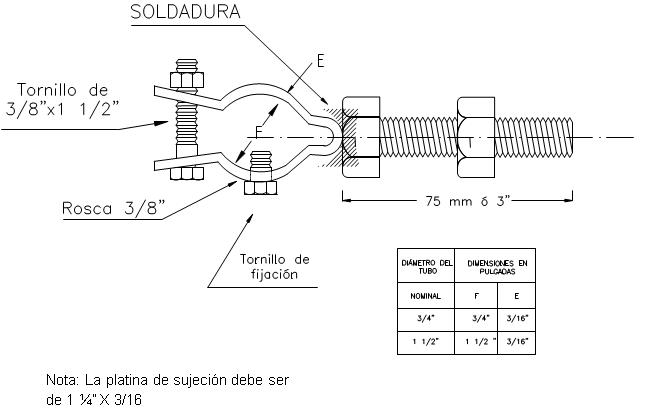 SOLDADURA
E
Tornillo de
3/8"x1 1/2"
F
Rosca 3/8"
75 mm ó 3"
Tornillo de
fijación
DIÁMETRO DEL TUBO DIMENSIONES EN PULGADAS
NOMINAL F E
3/4" 3/4" 3/16"
1 1/2" 1 1/2 " 3/16"
Nota: La platina de sujeción debe ser
de 1 ¼" X 3/16